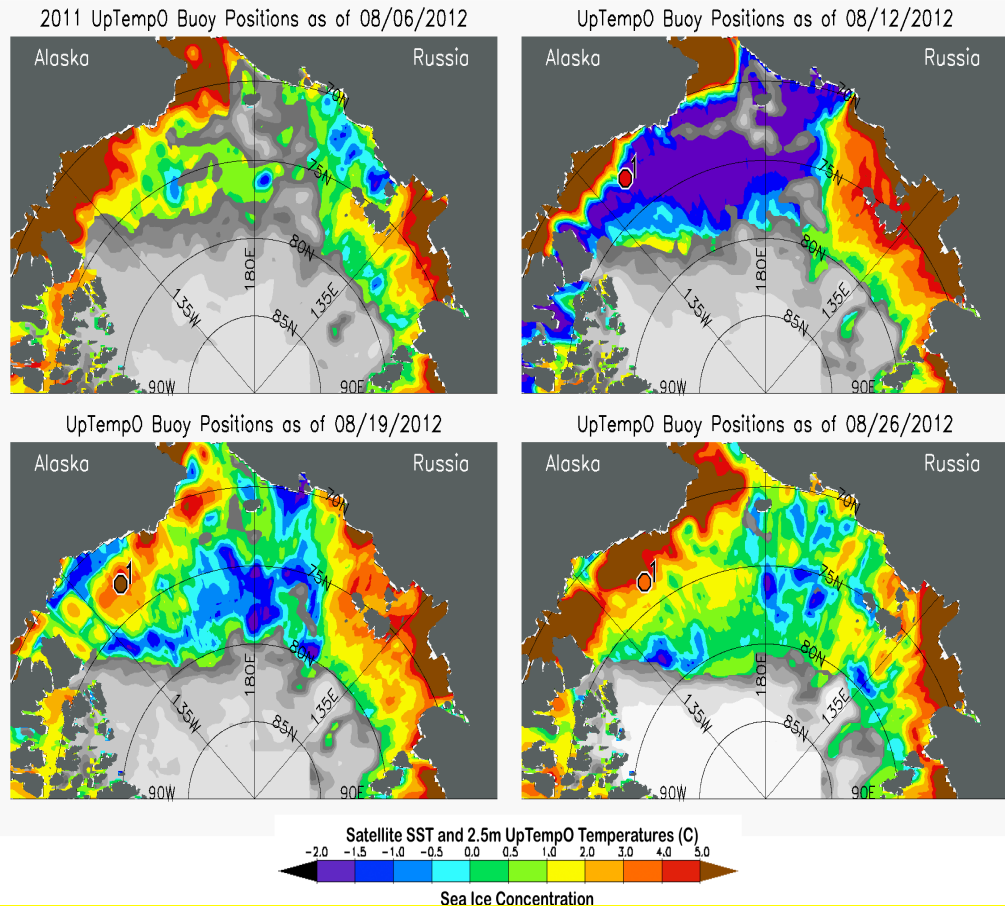 2011 UpTempO Buoy Positions as of 08/06/2012
Alaska
Russia
70N
75N
80N
180E
135W
135E
85N
90W
90E
UpTempO Buoy Positions as of 08/12/2012
Alaska
Russia
70N
1
75N
80N
180E
135W
135E
85N
90W
90E
UpTempO Buoy Positions as of 08/19/2012
Alaska
Russia
70N
1
75N
80N
180E
135W
135E
85N
90W
90E
UpTempO Buoy Positions as of 08/26/2012
Alaska
Russia
70N
1
75N
80N
180E
135W
135E
85N
90W
90E
Satellite SST and 2.5m UpTempO Temperatures (C)
-2.0 -1.5 -1.0 -0.5 0.0 0.5 1.0 2.0 3.0 4.0 5.0
Sea Ice Concentration